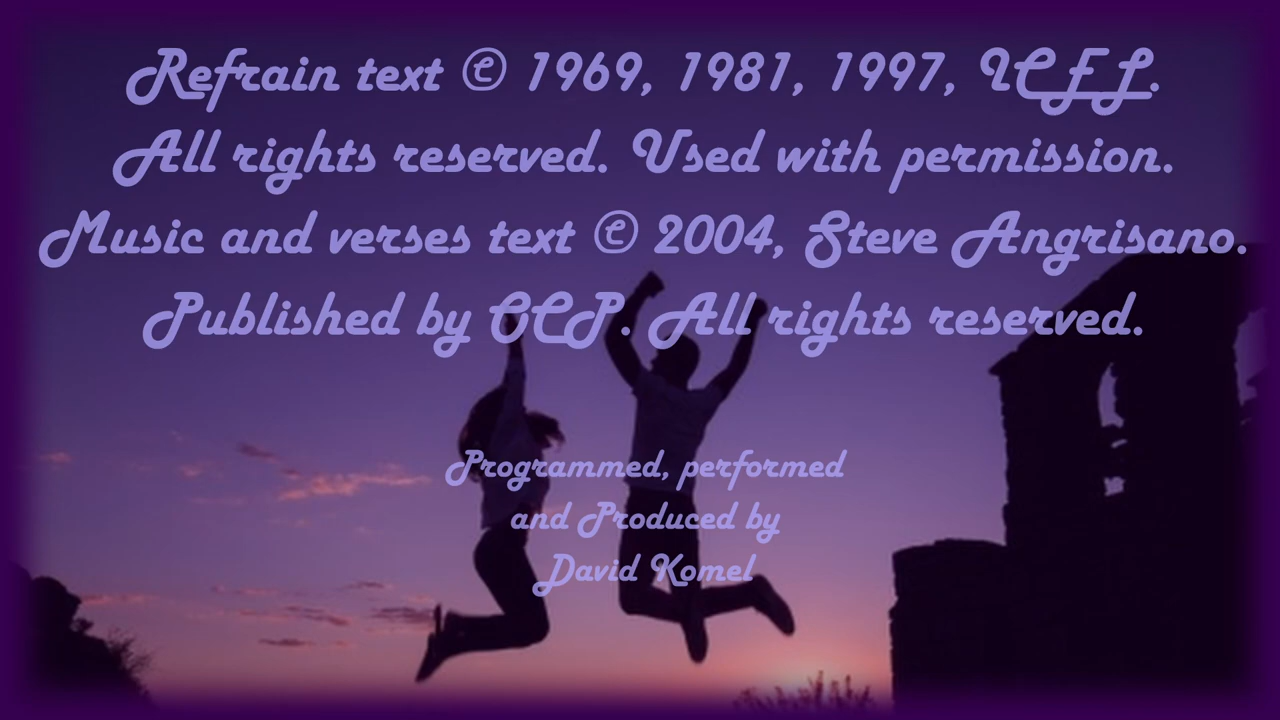 Refrain text © 1969, 1981, 1997, ICEL.
All rights reserved. Used with permission.
Music and verses text © 2004, Steve Angrisano.
Published by OCP. All rights reserved.
Programmed, performed
and Produced by
David Komel